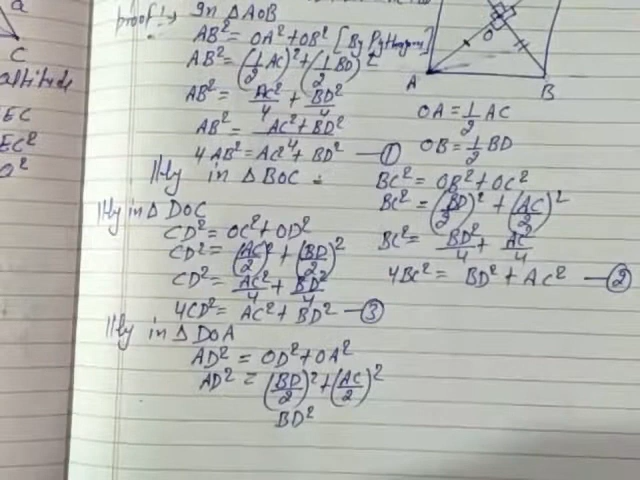 a
C
altitude
EC
EC²
O²
proof :→ In △AOB
AB² = OA² + OB² [By Pythagoras]
AB² = (1/2 AC)² + (1/2 BD)²
AB² = AC²/4 + BD²/4
AB² = AC² + BD²/4
4AB² = AC² + BD² — ①
O
A
B
OA = 1/2 AC
OB = 1/2 BD
||ly in △BOC
BC² = OB² + OC²
BC² = (BD/2)² + (AC/2)²
BC² = BD²/4 + AC²/4
4BC² = BD² + AC² — ②
||ly in △ DOC
CD² = OC² + OD²
CD² = (AC/2)² + (BD/2)²
CD² = AC²/4 + BD²/4
4CD² = AC² + BD² — ③
||ly in △ DOA
AD² = OD² + OA²
AD² = (BD/2)² + (AC/2)²
BD²